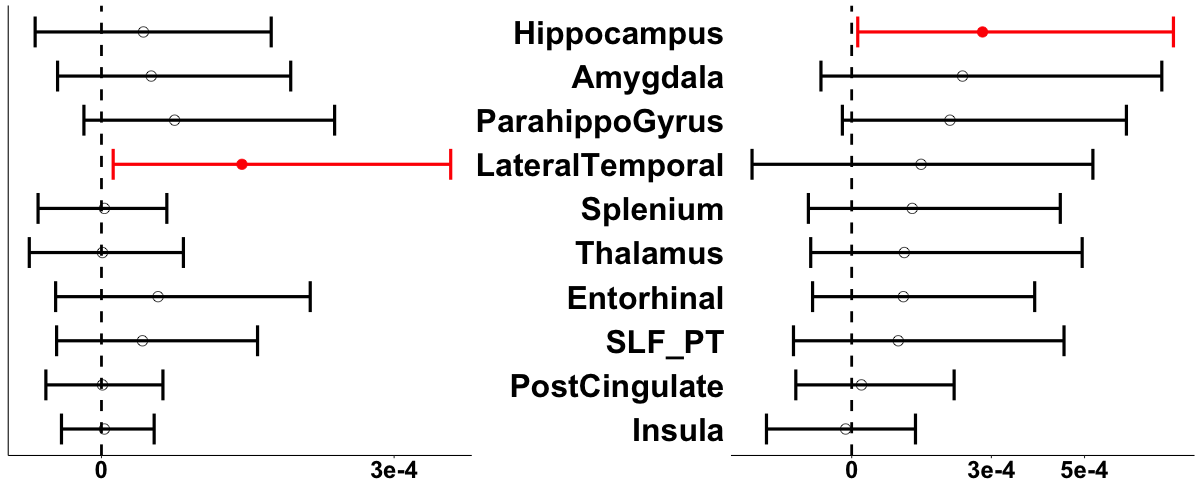 Hippocampus
Amygdala
ParahippoGyrus
LateralTemporal
Splenium
Thalamus
Entorhinal
SLF_PT
PostCingulate
Insula
0 3e-4 0 3e-4 5e-4